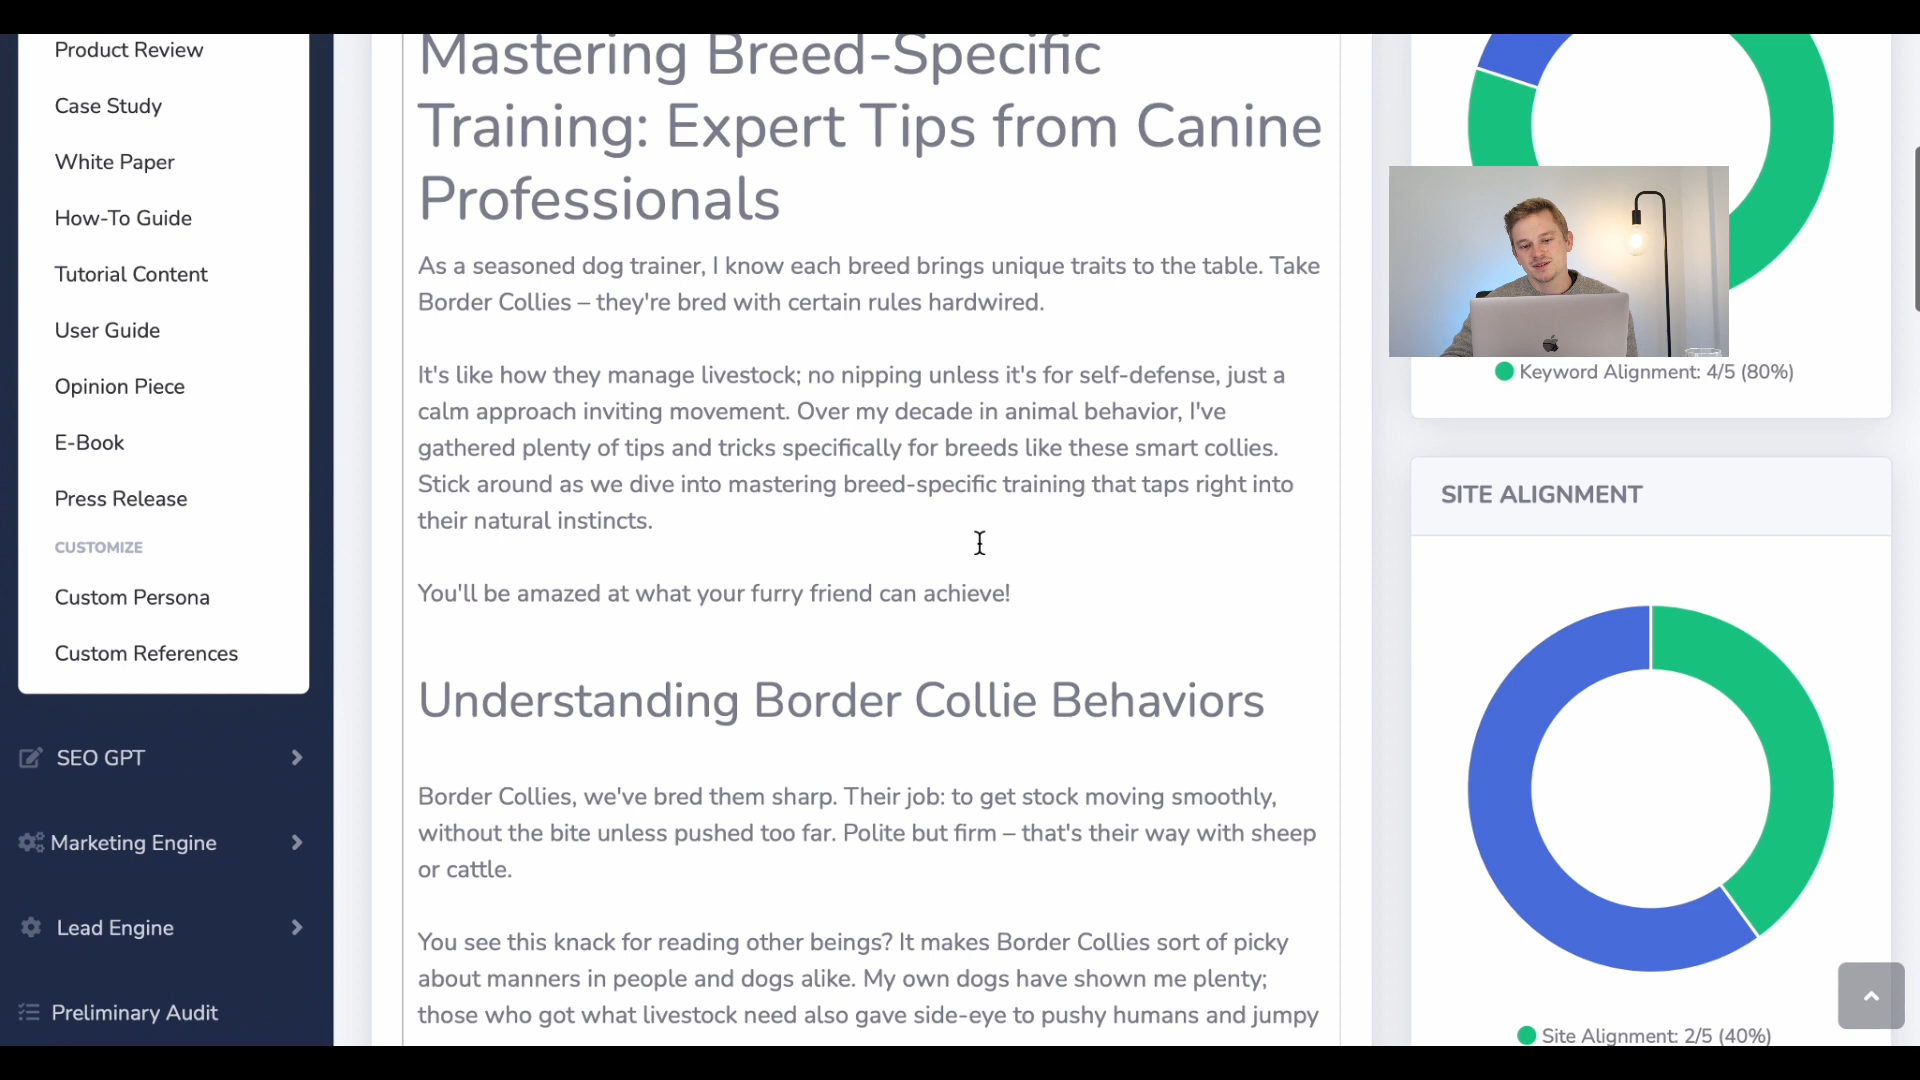 Product Review
Case Study
White Paper
How-To Guide
Tutorial Content
User Guide
Opinion Piece
E-Book
Press Release
CUSTOMIZE
Custom Persona
Custom References
SEO GPT
Marketing Engine
Lead Engine
Preliminary Audit
Mastering Breed-Specific
Training: Expert Tips from Canine
Professionals
As a seasoned dog trainer, I know each breed brings unique traits to the table. Take
Border Collies – they're bred with certain rules hardwired.
It's like how they manage livestock; no nipping unless it's for self-defense, just a
calm approach inviting movement. Over my decade in animal behavior, I've
gathered plenty of tips and tricks specifically for breeds like these smart collies.
Stick around as we dive into mastering breed-specific training that taps right into
their natural instincts.
You'll be amazed at what your furry friend can achieve!
Understanding Border Collie Behaviors
Border Collies, we've bred them sharp. Their job: to get stock moving smoothly,
without the bite unless pushed too far. Polite but firm – that's their way with sheep
or cattle.
You see this knack for reading other beings? It makes Border Collies sort of picky
about manners in people and dogs alike. My own dogs have shown me plenty;
those who got what livestock need also gave side-eye to pushy humans and jumpy
Keyword Alignment: 4/5 (80%)
SITE ALIGNMENT
Site Alignment: 2/5 (40%)